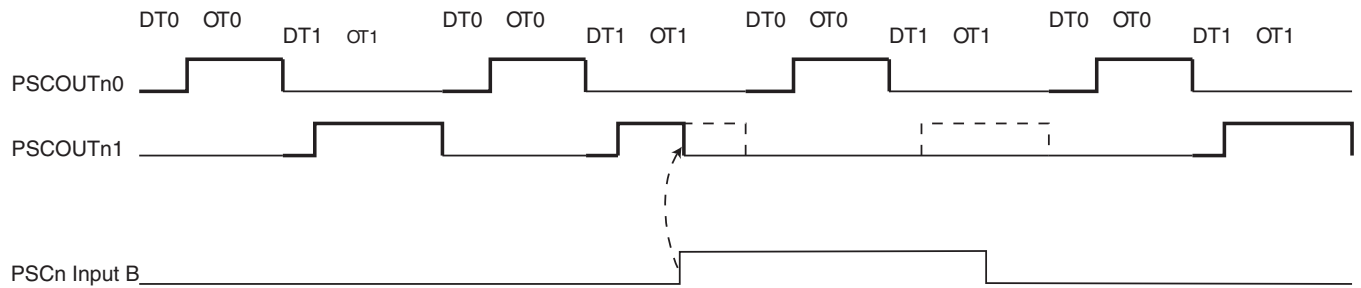 DT0 OT0 DT0 OT0 DT0 OT0 DT0 OT0
DT1 OT1 DT1 OT1 DT1 OT1 DT1 OT1
PSCOUTn0
PSCOUTn1
PSCn Input B